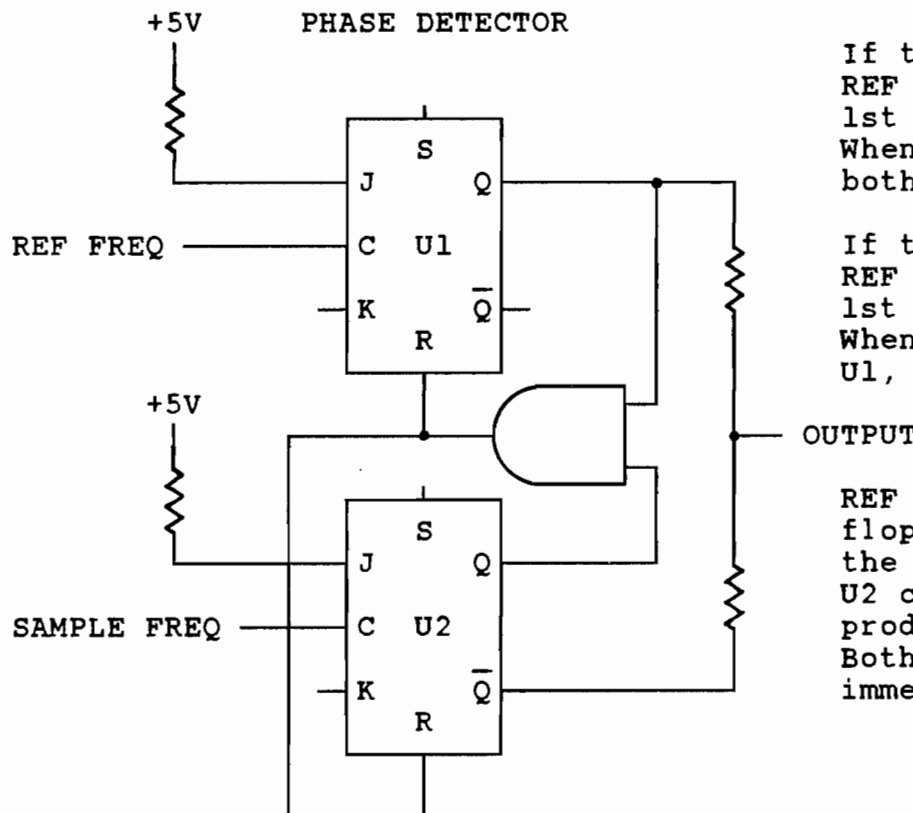 +5V
PHASE DETECTOR
S
J
Q
REF FREQ
C
U1
K
Q̅
R
+5V
OUTPUT
S
J
Q
SAMPLE FREQ
C
U2
K
Q̅
R
If t
REF
1st
When
both
If t
REF
1st
When
U1,
REF
flop
the
U2 c
prod
Both
imme